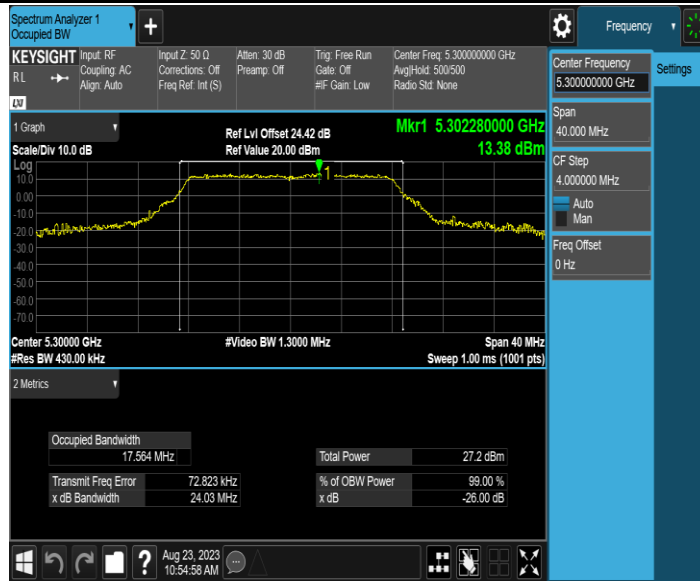 Spectrum Analyzer 1
Occupied BW
+
Frequency
KEYSIGHT
RL
LXI
Input: RF
Coupling: AC
Align: Auto
Input Z: 50 Ω
Corrections: Off
Freq Ref: Int (S)
Atten: 30 dB
Preamp: Off
Trig: Free Run
Gate: Off
#IF Gain: Low
Center Freq: 5.300000000 GHz
Avg|Hold: 500/500
Radio Std: None
Center Frequency
5.300000000 GHz
Settings
Span
40.000 MHz
CF Step
4.000000 MHz
Auto
Man
Freq Offset
0 Hz
1 Graph
Scale/Div 10.0 dB
Ref Lvl Offset 24.42 dB
Ref Value 20.00 dBm
Mkr1 5.302280000 GHz
13.38 dBm
Log
10.0
0.00
-10.0
-20.0
-30.0
-40.0
-50.0
-60.0
-70.0
1
Center 5.30000 GHz
#Video BW 1.3000 MHz
Span 40 MHz
#Res BW 430.00 kHz
Sweep 1.00 ms (1001 pts)
2 Metrics
Occupied Bandwidth
17.564 MHz
Total Power 27.2 dBm
Transmit Freq Error 72.823 kHz
% of OBW Power 99.00 %
x dB Bandwidth 24.03 MHz
x dB -26.00 dB
?
Aug 23, 2023
10:54:58 AM